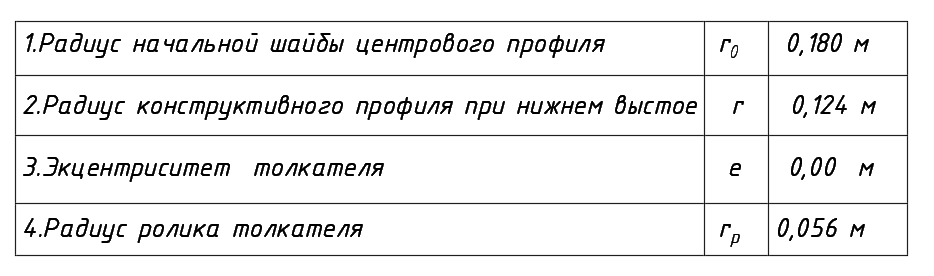 1.Радиус начальной шайбы центрового профиля r0 0,180 м
2.Радиус конструктивного профиля при нижнем выстое r 0,124 м
3.Экцентриситет толкателя e 0,00 м
4.Радиус ролика толкателя rр 0,056 м